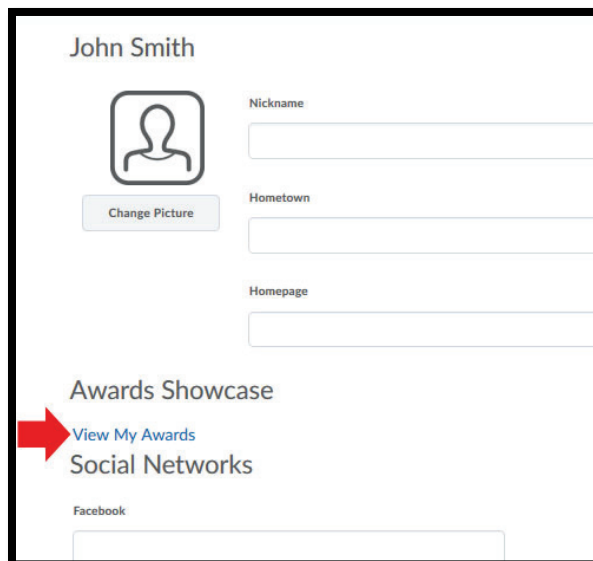 John Smith
Nickname
Change Picture
Hometown
Homepage
Awards Showcase
View My Awards
Social Networks
Facebook